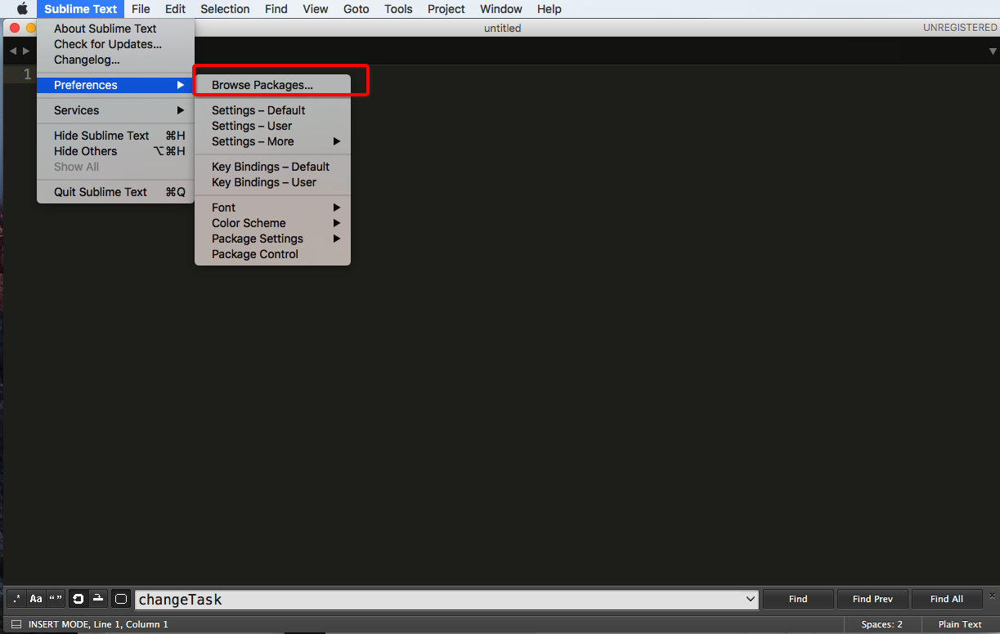 Sublime Text File Edit Selection Find View Goto Tools Project Window Help
untitled
UNREGISTERED
About Sublime Text
Check for Updates...
Changelog...
Preferences
Services
Hide Sublime Text ⌘H
Hide Others ⌥⌘H
Show All
Quit Sublime Text ⌘Q
Browse Packages...
Settings – Default
Settings – User
Settings – More
Key Bindings – Default
Key Bindings – User
Font
Color Scheme
Package Settings
Package Control
1
.* Aa “ ” changeTask Find Find Prev Find All
INSERT MODE, Line 1, Column 1 Spaces: 2 Plain Text